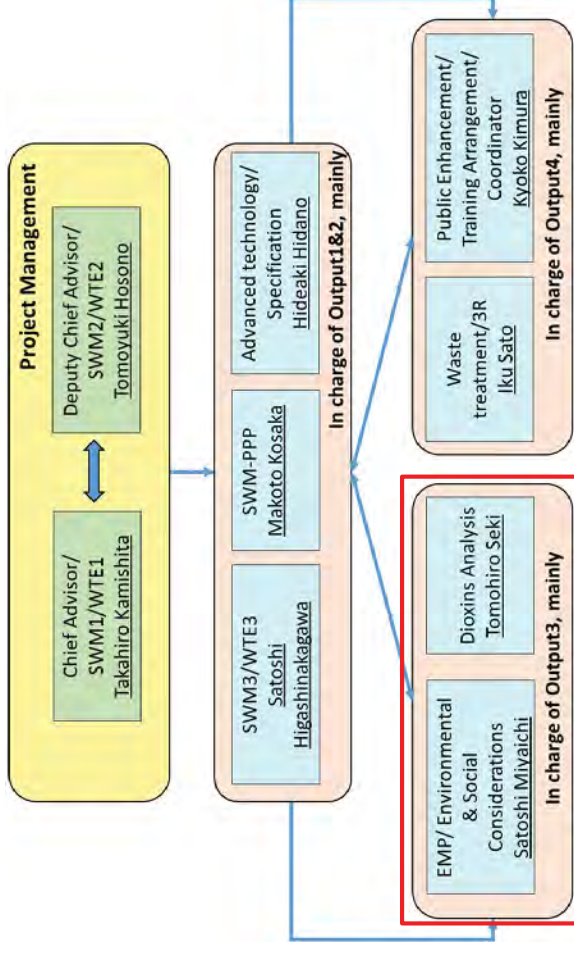 Project Management
Chief Advisor/
SWM1/WTE1
Takahiro Kamishita
Deputy Chief Advisor/
SWM2/WTE2
Tomoyuki Hosono
SWM3/WTE3
Satoshi
Higashinakagawa
SWM-PPP
Makoto Kosaka
Advanced technology/
Specification
Hideaki Hidano
In charge of Output1&2, mainly
EMP/ Environmental
& Social
Considerations
Satoshi Miyaichi
Dioxins Analysis
Tomohiro Seki
In charge of Output3, mainly
Waste
treatment/3R
Iku Sato
Public Enhancement/
Training Arrangement/
Coordinator
Kyoko Kimura
In charge of Output4, mainly